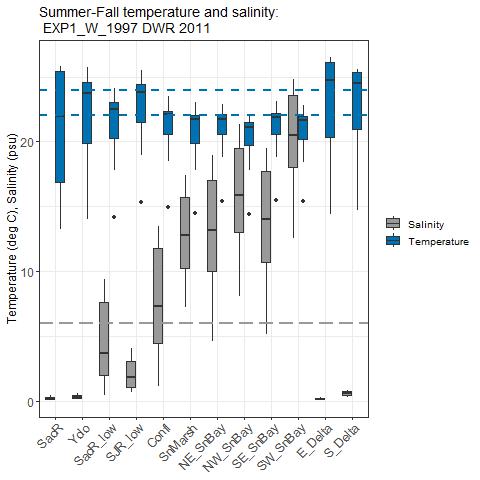 Summer-Fall temperature and salinity:
EXP1_W_1997 DWR 2011
Temperature (deg C), Salinity (psu)
20
10
0
Salinity
Temperature
SacR
Yolo
SacR_low
SJR_low
Confl
SnMarsh
NE_SnBay
NW_SnBay
SE_SnBay
SW_SnBay
E_Delta
S_Delta